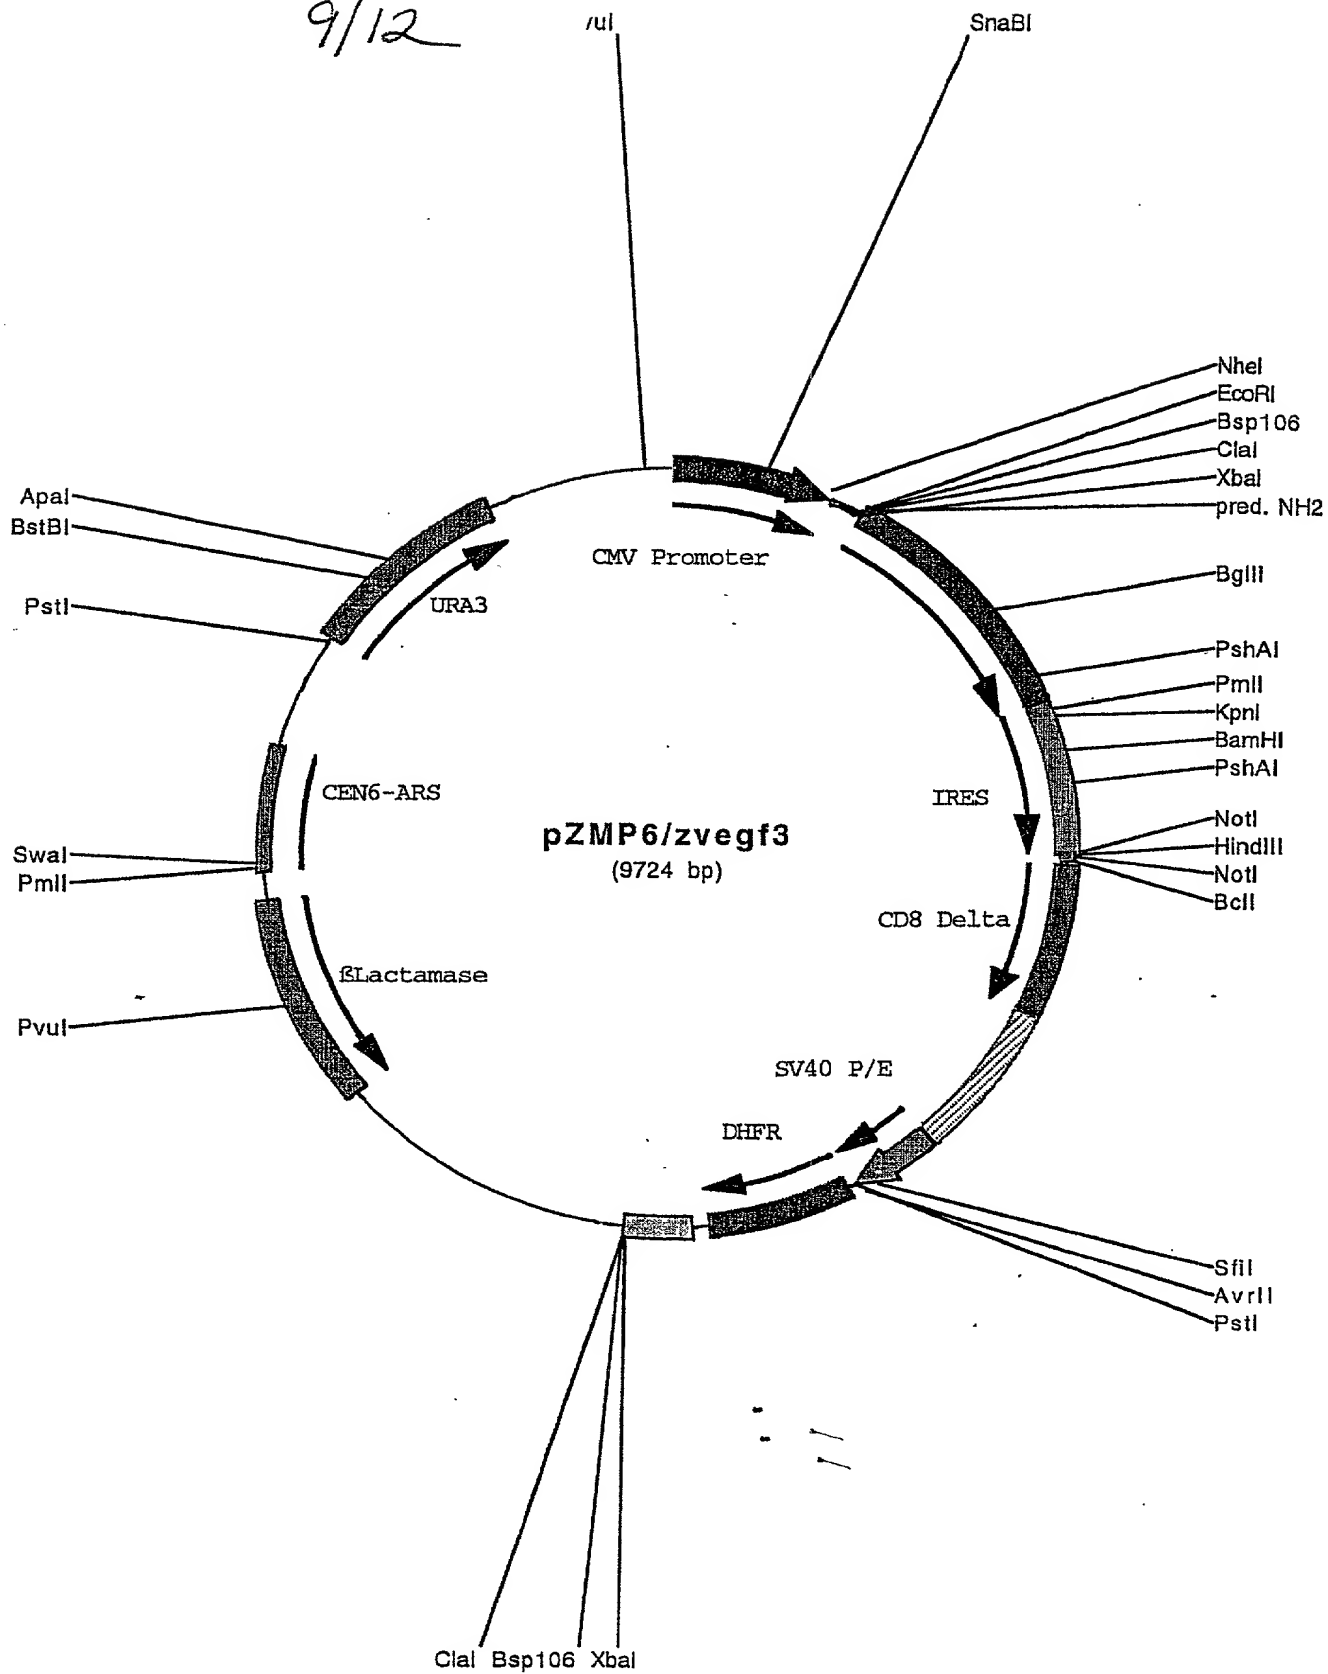 9/12
SnaBI
NheI
EcoRI
Bsp106
ClaI
XbaI
pred. NH2
ApaI
BstBI
CMV Promoter
BglII
PstI
URA3
PshAI
PmlI
KpnI
BamHI
PshAI
CEN6-ARS
IRES
NotI
pZMP6/zvegf3
HindIII
SwaI
(9724 bp)
NotI
PmlI
BclI
CD8 Delta
ßLactamase
PvuI
SV40 P/E
DHFR
SfiI
AvrII
PstI
ClaI Bsp106 XbaI